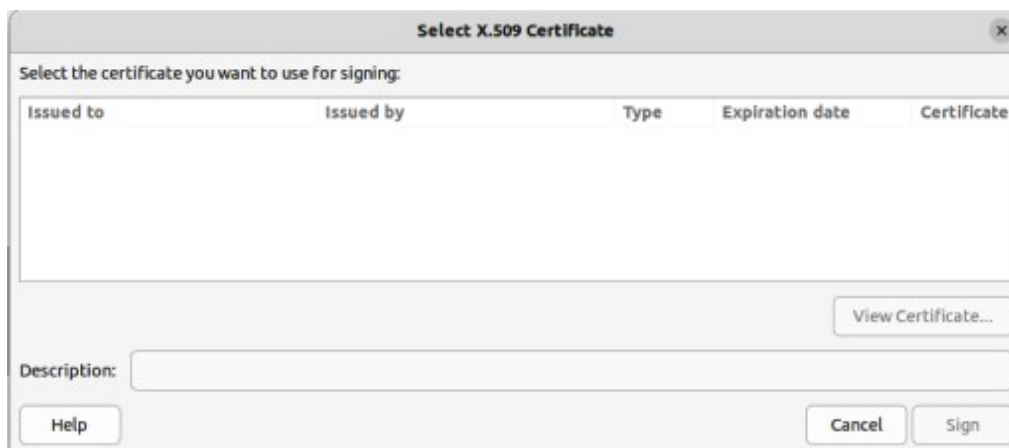 Select X.509 Certificate
Select the certificate you want to use for signing:
Issued to Issued by Type Expiration date Certificate
View Certificate...
Description:
Help Cancel Sign